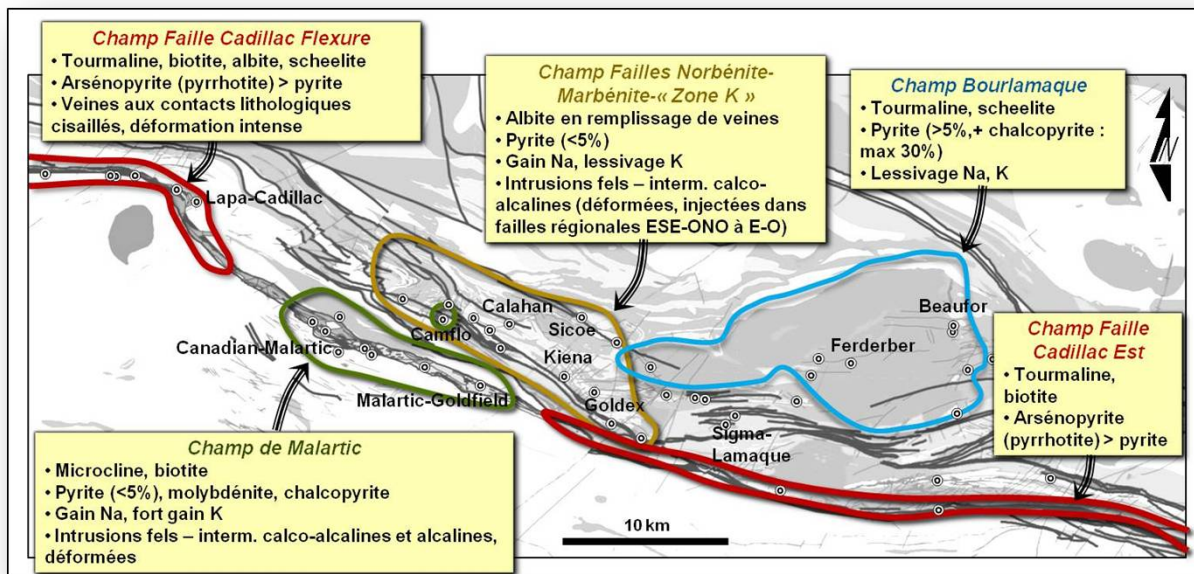 Champ Faille Cadillac Flexure
• Tourmaline, biotite, albite, scheelite
• Arsénopyrite (pyrrhotite) > pyrite
• Veines aux contacts lithologiques
cisaillés, déformation intense
Champ Failles Norbénite-
Marbénite-« Zone K »
• Albite en remplissage de veines
• Pyrite (<5%)
• Gain Na, lessivage K
• Intrusions fels – interm. calco-
alcalines (déformées, injectées dans
failles régionales ESE-ONO à E-O)
Champ Bourlamaque
• Tourmaline, scheelite
• Pyrite (>5%,+ chalcopyrite :
max 30%)
• Lessivage Na, K
Lapa-Cadillac
Calahan
Camflo
Sicoe
Canadian-Malartic
Kiena
Malartic-Goldfield
Goldex
Sigma-
Lamaque
Beaufor
Ferderber
Champ Faille
Cadillac Est
• Tourmaline,
biotite
• Arsénopyrite
(pyrrhotite) > pyrite
Champ de Malartic
• Microcline, biotite
• Pyrite (<5%), molybdénite, chalcopyrite
• Gain Na, fort gain K
• Intrusions fels – interm. calco-alcalines et alcalines,
déformées
10 km